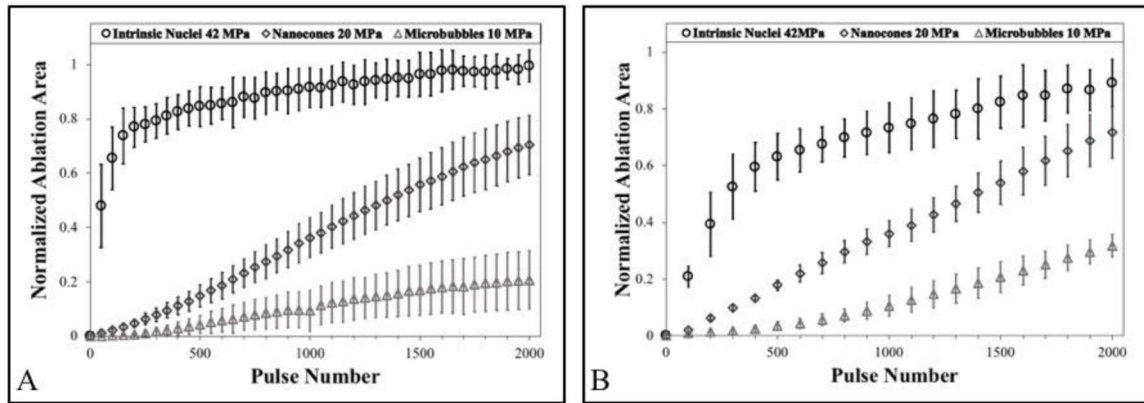 Intrinsic Nuclei 42 MPa Nanocones 20 MPa Microbubbles 10 MPa
1
0.8
0.6
0.4
0.2
0
Normalized Ablation Area
0 500 1000 1500 2000
Pulse Number
A
Intrinsic Nuclei 42MPa Nanocones 20 MPa Microbubbles 10 MPa
1
0.8
0.6
0.4
0.2
0
Normalized Ablation Area
0 500 1000 1500 2000
Pulse Number
B